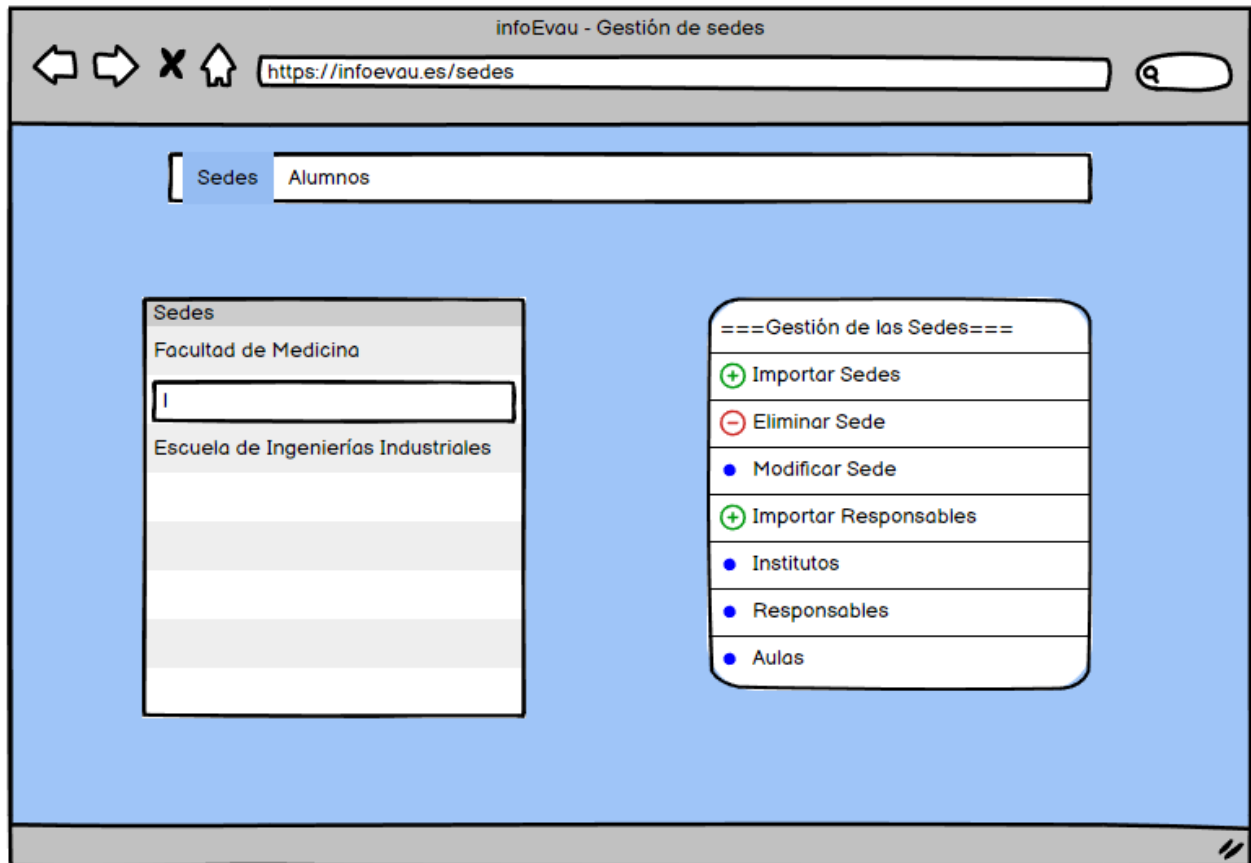 infoEvau - Gestión de sedes
https://infoevau.es/sedes
Sedes Alumnos
Sedes
Facultad de Medicina
Escuela de Ingenierías Industriales
===Gestión de las Sedes===
Importar Sedes
Eliminar Sede
Modificar Sede
Importar Responsables
Institutos
Responsables
Aulas